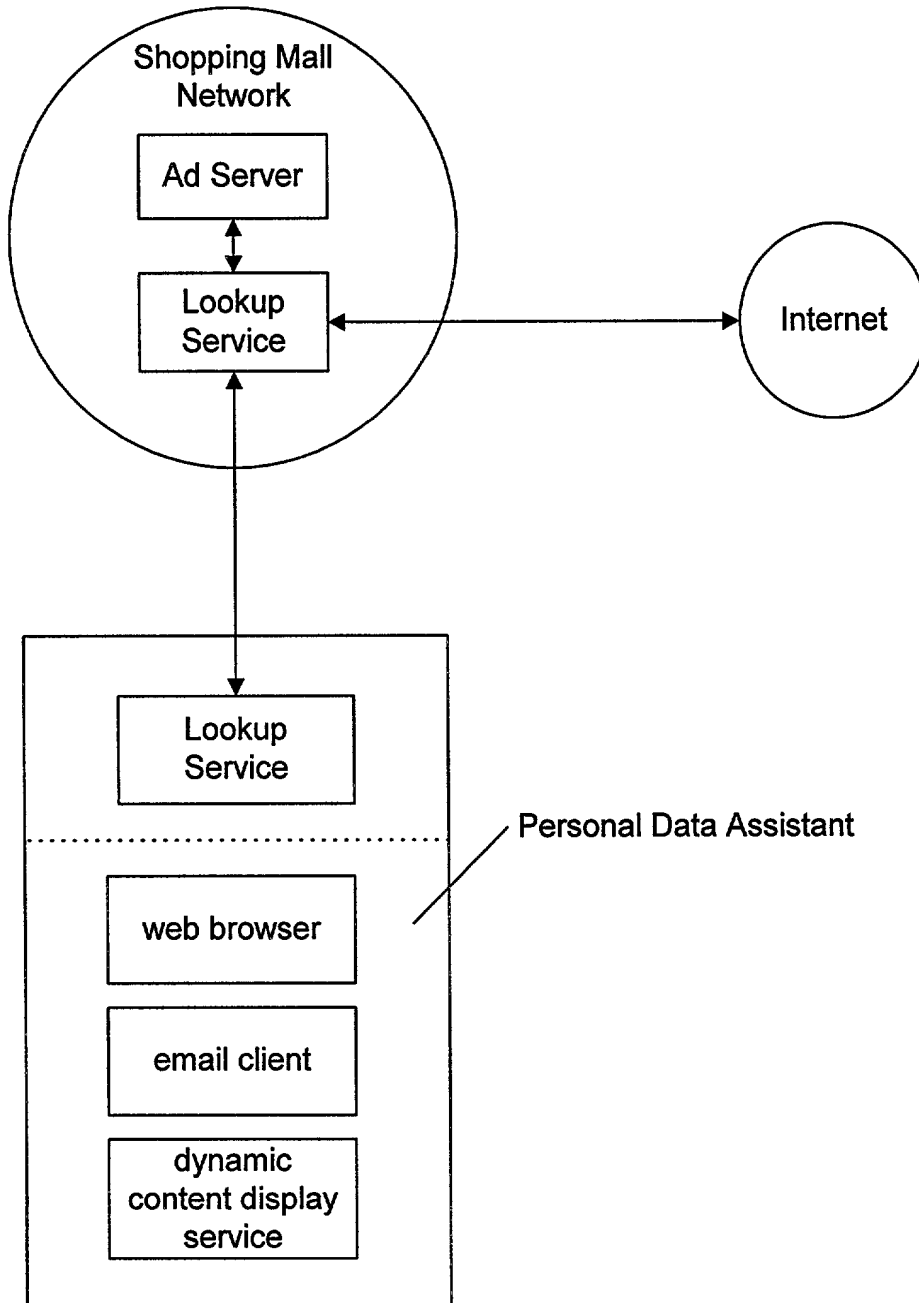 Shopping Mall
Network
Ad Server
Lookup
Service
Internet
Lookup
Service
Personal Data Assistant
web browser
email client
dynamic
content display
service